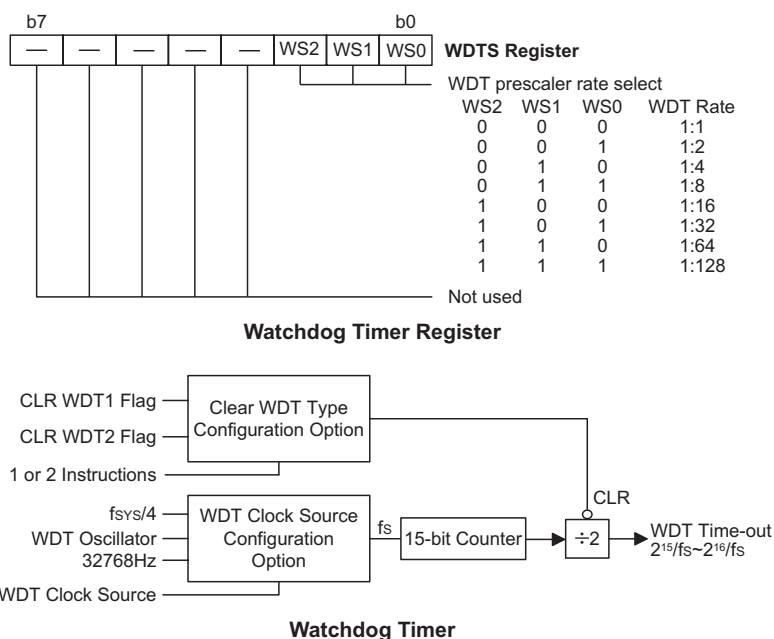 b7 b0
— — — — — WS2 WS1 WS0 WDTS Register
WDT prescaler rate select
WS2 WS1 WS0 WDT Rate
0 0 0 1:1
0 0 1 1:2
0 1 0 1:4
0 1 1 1:8
1 0 0 1:16
1 0 1 1:32
1 1 0 1:64
1 1 1 1:128
Not used
Watchdog Timer Register
CLR WDT1 Flag
CLR WDT2 Flag
1 or 2 Instructions
Clear WDT Type
Configuration Option
CLR
fSYS/4
WDT Oscillator
32768Hz
WDT Clock Source
WDT Clock Source
Configuration
Option
fS
15-bit Counter
÷2
WDT Time-out
2¹⁵/fS~2¹⁶/fS
Watchdog Timer